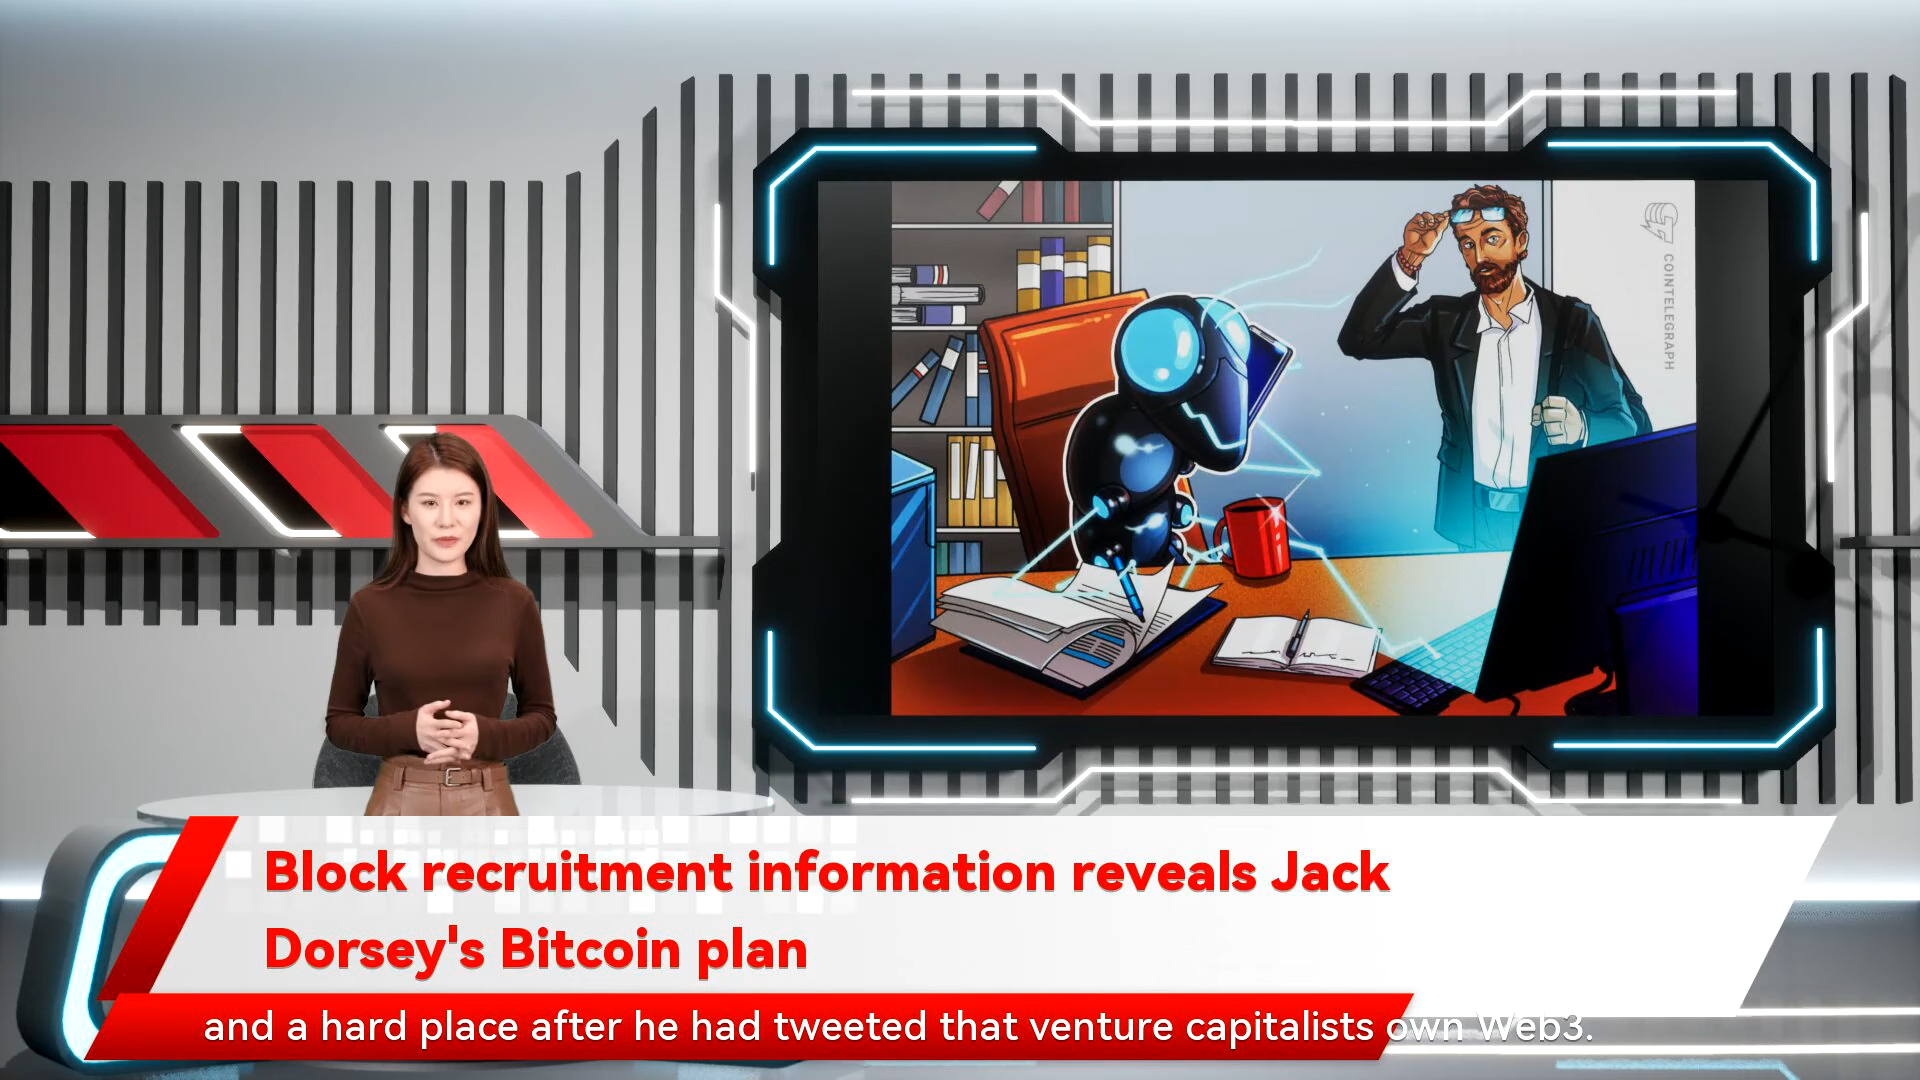 COINTELEGRAPH
Block recruitment information reveals Jack
Dorsey's Bitcoin plan
and a hard place after he had tweeted that venture capitalists own Web3.